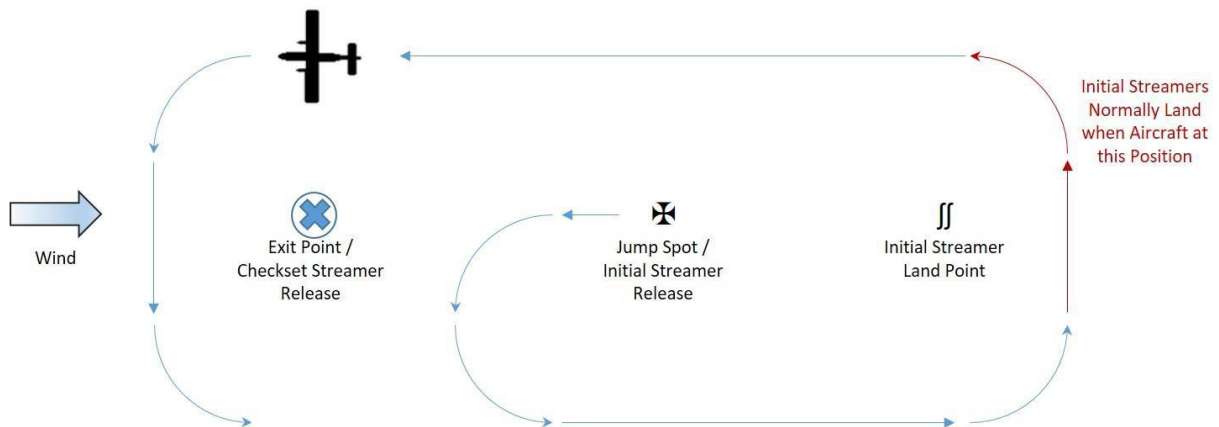 Initial Streamers
Normally Land
when Aircraft at
this Position
Wind
Exit Point /
Checkset Streamer
Release
Jump Spot /
Initial Streamer
Release
Initial Streamer
Land Point